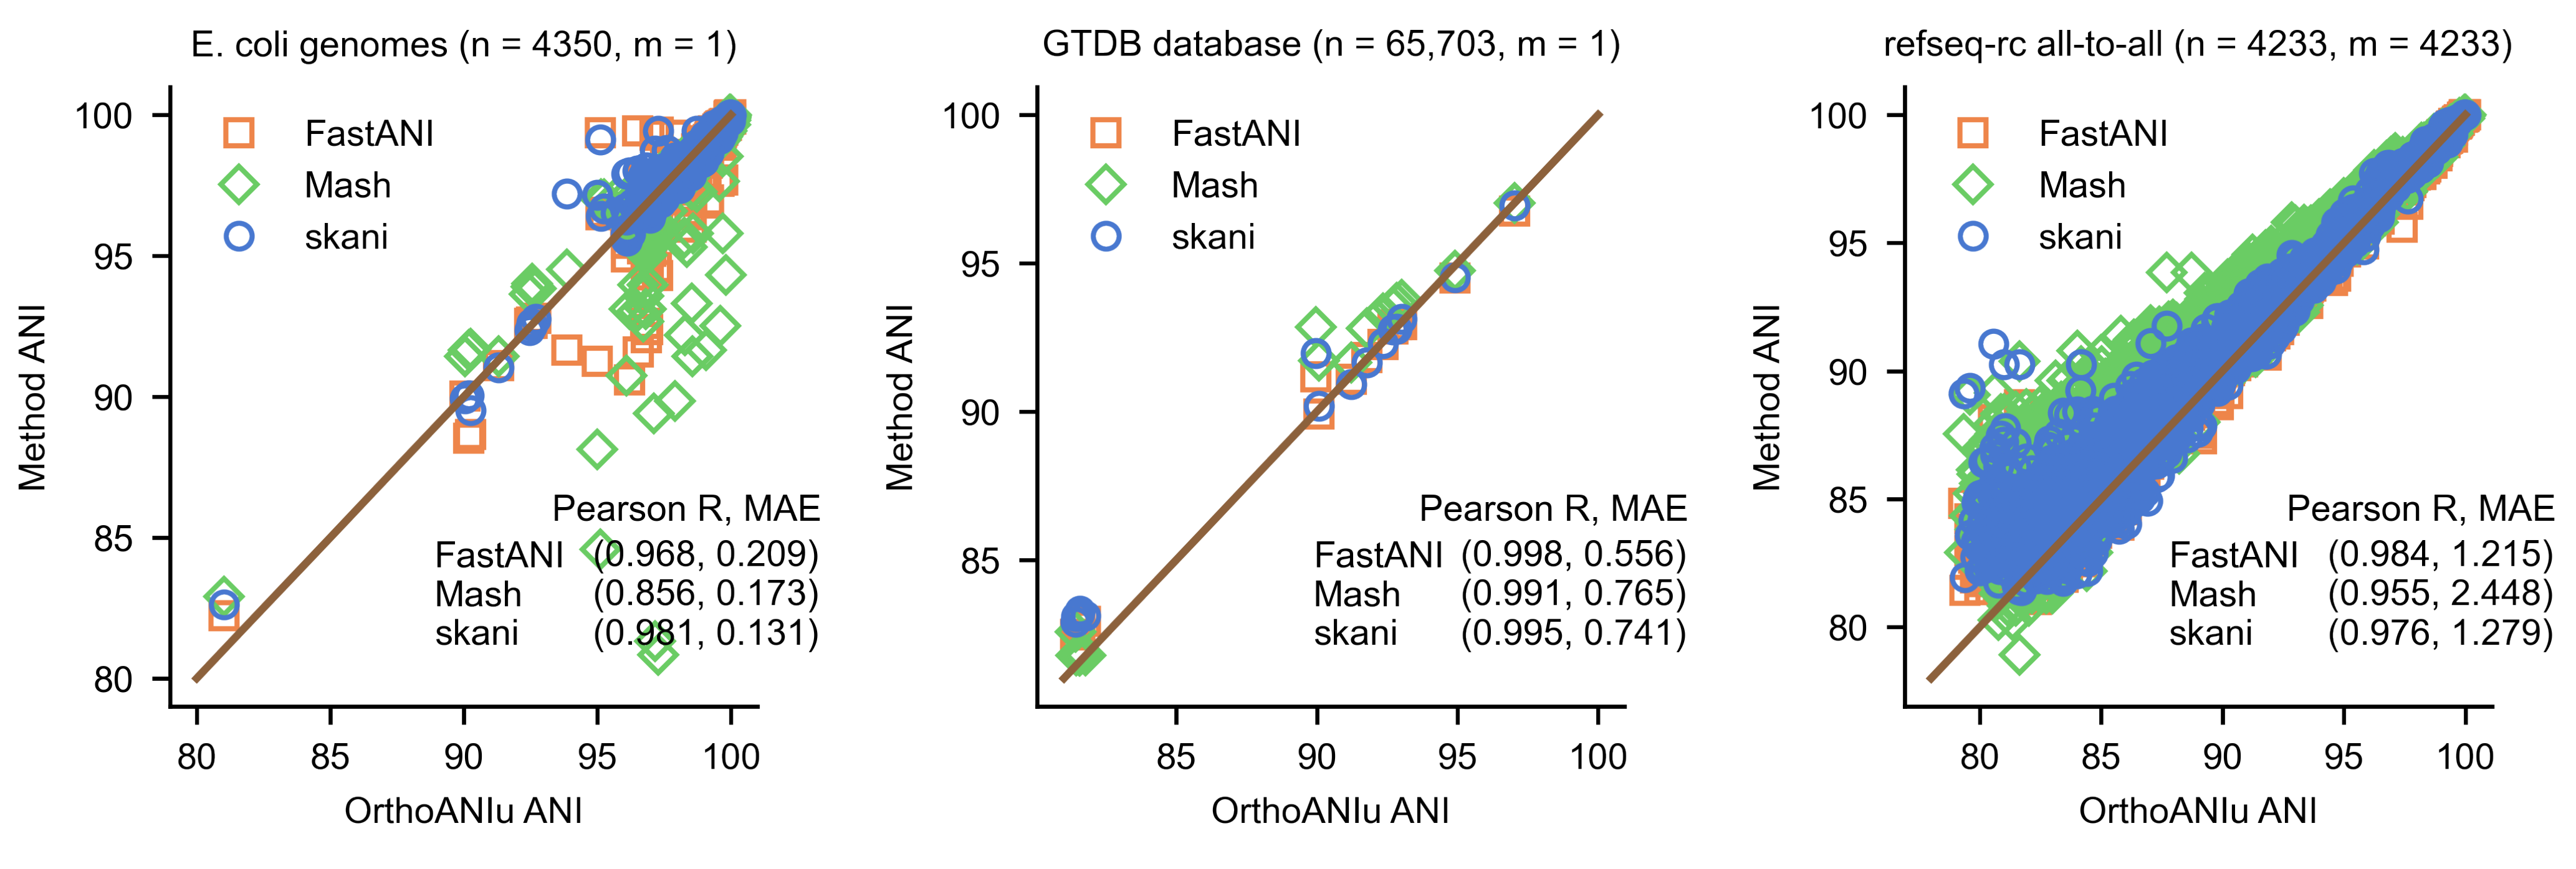 E. coli genomes (n = 4350, m = 1)
100
95
90
85
80
Method ANI
FastANI
Mash
skani
Pearson R, MAE
FastANI (0.968, 0.209)
Mash (0.856, 0.173)
skani (0.981, 0.131)
80 85 90 95 100
OrthoANIu ANI
GTDB database (n = 65,703, m = 1)
100
95
90
85
Method ANI
FastANI
Mash
skani
Pearson R, MAE
FastANI (0.998, 0.556)
Mash (0.991, 0.765)
skani (0.995, 0.741)
85 90 95 100
OrthoANIu ANI
refseq-rc all-to-all (n = 4233, m = 4233)
100
95
90
85
80
Method ANI
FastANI
Mash
skani
Pearson R, MAE
FastANI (0.984, 1.215)
Mash (0.955, 2.448)
skani (0.976, 1.279)
80 85 90 95 100
OrthoANIu ANI